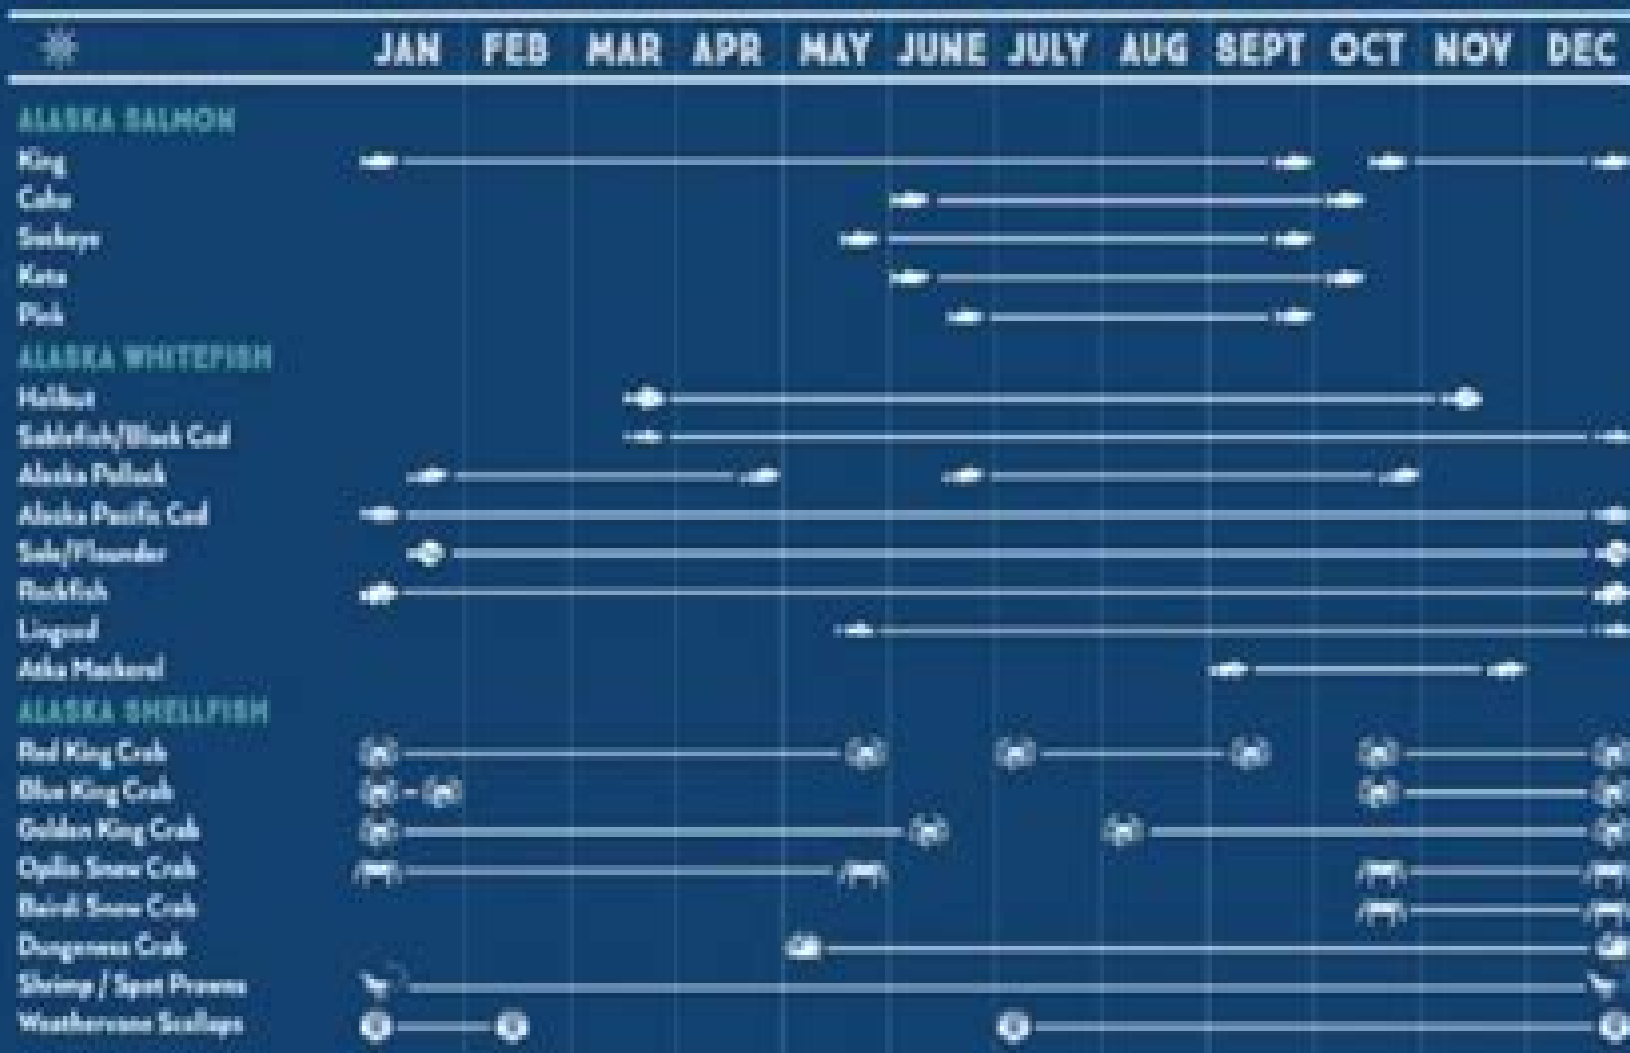 JAN FEB MAR APR MAY JUNE JULY AUG SEPT OCT NOV DEC
ALASKA SALMON
King
Coho
Sockeye
Keta
Pink
ALASKA WHITEFISH
Halibut
Sablefish/Black Cod
Alaska Pollock
Alaska Pacific Cod
Sole/Flounder
Rockfish
Lingcod
Atka Mackerel
ALASKA SHELLFISH
Red King Crab
Blue King Crab
Golden King Crab
Opilio Snow Crab
Bairdi Snow Crab
Dungeness Crab
Shrimp / Spot Prawns
Weathervane Scallops